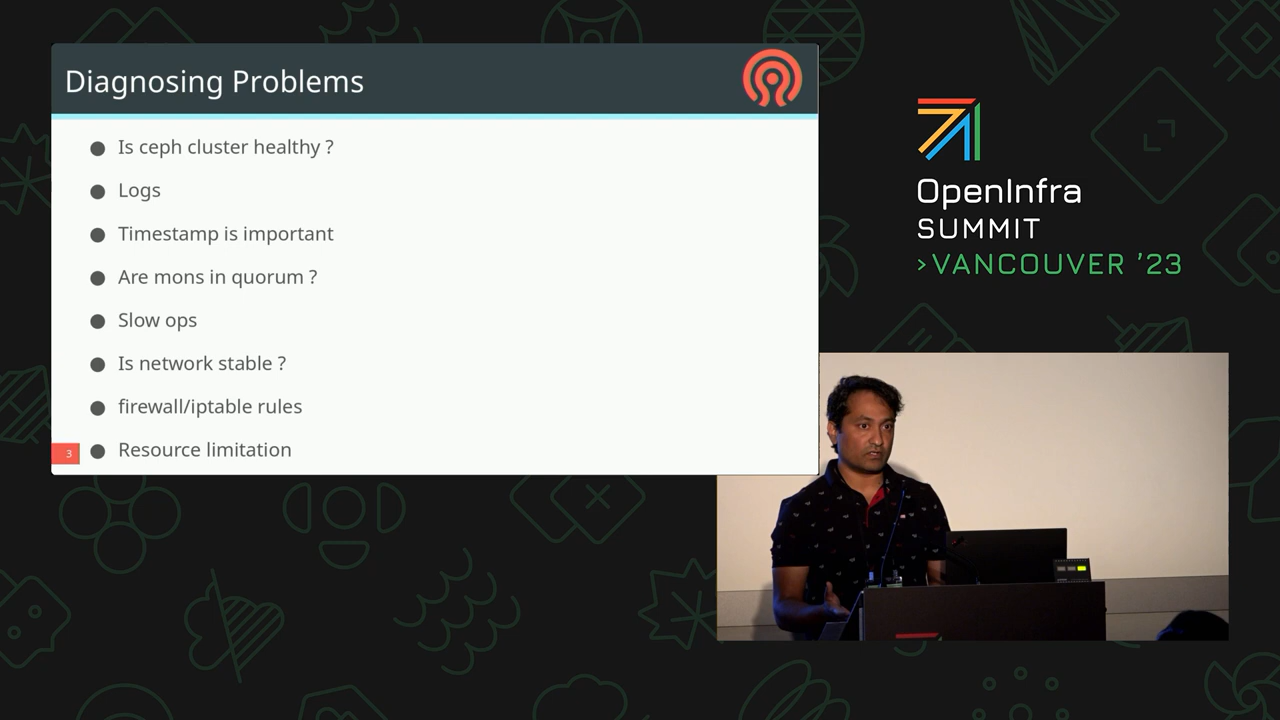 Diagnosing Problems
Is ceph cluster healthy ?
Logs
Timestamp is important
Are mons in quorum ?
Slow ops
Is network stable ?
firewall/iptable rules
Resource limitation
3
OpenInfra
SUMMIT
>VANCOUVER ’23